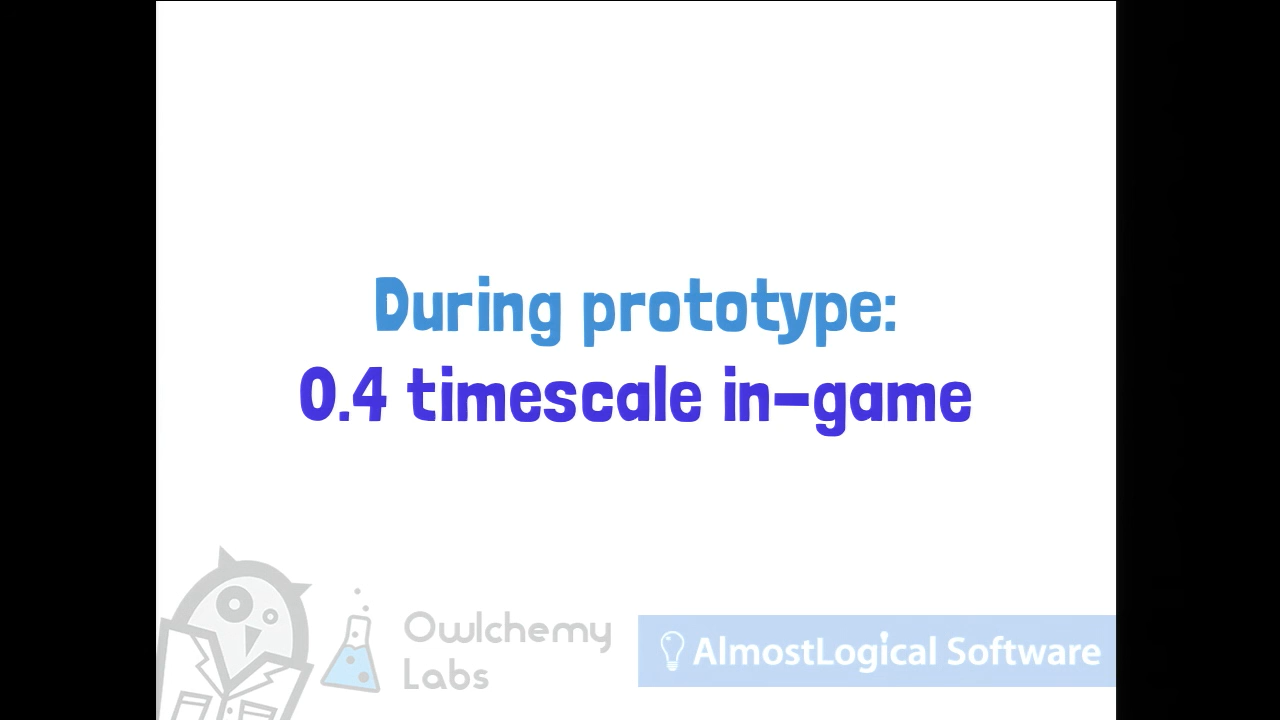 During prototype:
0.4 timescale in-game
Owlchemy
Labs
AlmostLogical Software